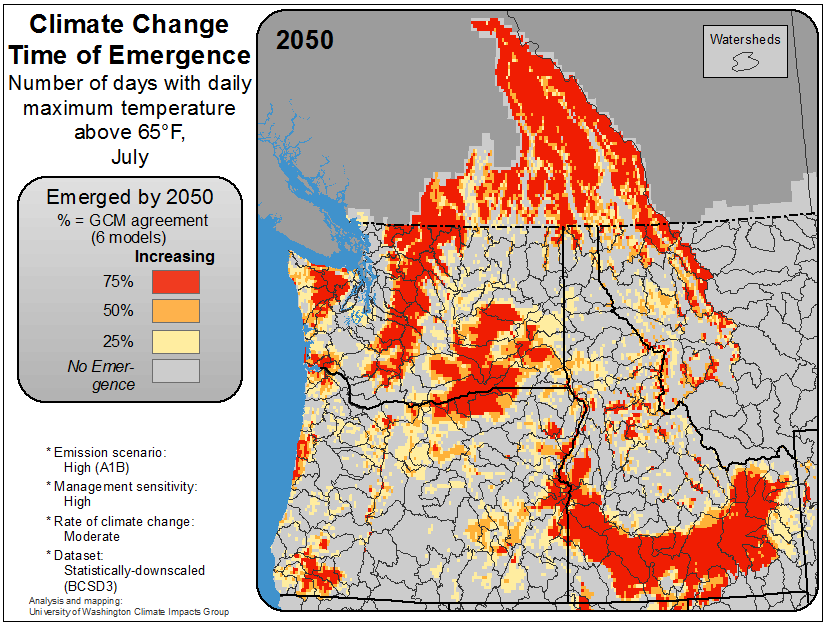 Climate Change
Time of Emergence
Number of days with daily
maximum temperature
above 65°F,
July
Emerged by 2050
% = GCM agreement
(6 models)
Increasing
75%
50%
25%
No Emer-
gence
* Emission scenario:
High (A1B)
* Management sensitivity:
High
* Rate of climate change:
Moderate
* Dataset:
Statistically-downscaled
(BCSD3)
Analysis and mapping:
University of Washington Climate Impacts Group
2050
Watersheds